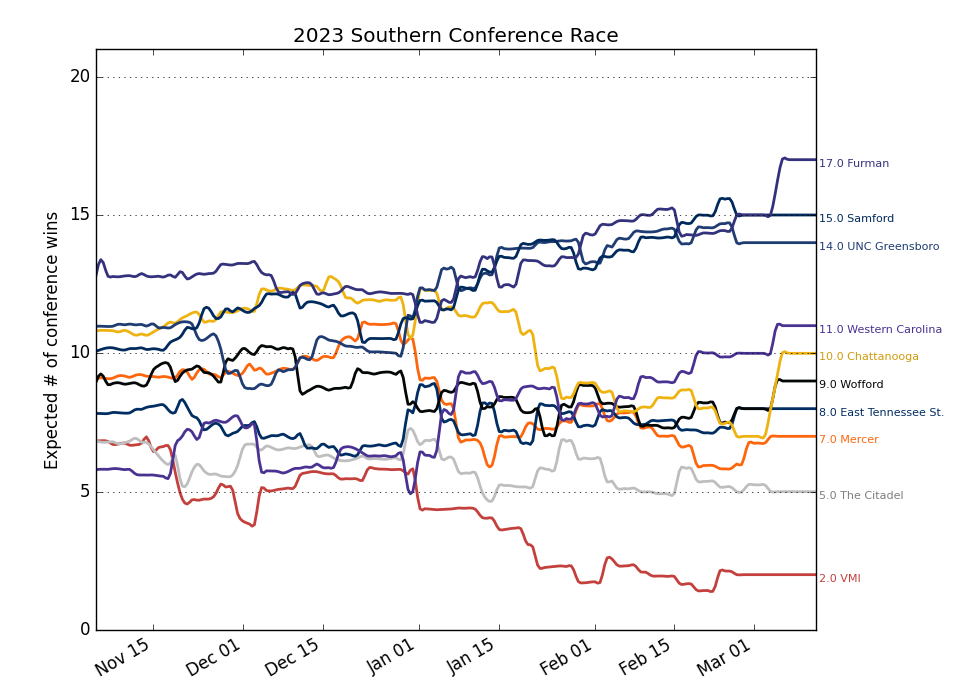 2023 Southern Conference Race
Expected # of conference wins
20
15
10
5
0
17.0 Furman
15.0 Samford
14.0 UNC Greensboro
11.0 Western Carolina
10.0 Chattanooga
9.0 Wofford
8.0 East Tennessee St.
7.0 Mercer
5.0 The Citadel
2.0 VMI
Nov 15
Dec 01
Dec 15
Jan 01
Jan 15
Feb 01
Feb 15
Mar 01